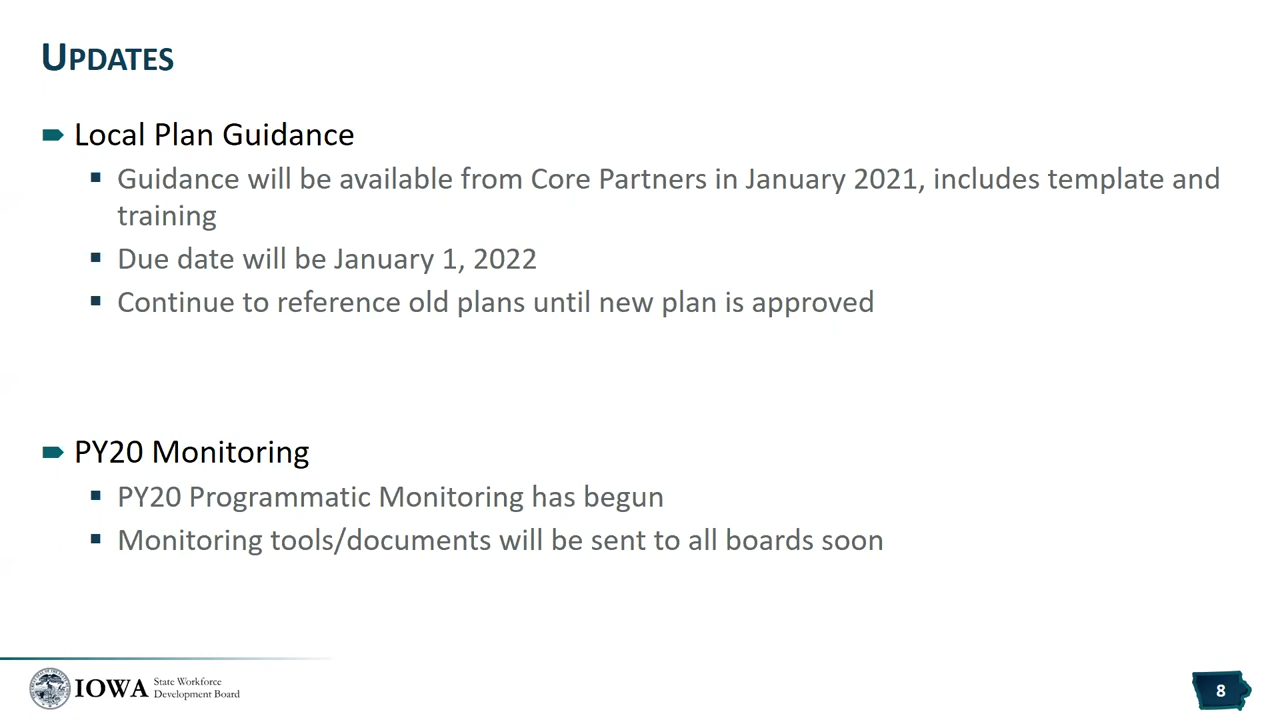 UPDATES
Local Plan Guidance
Guidance will be available from Core Partners in January 2021, includes template and
training
Due date will be January 1, 2022
Continue to reference old plans until new plan is approved
PY20 Monitoring
PY20 Programmatic Monitoring has begun
Monitoring tools/documents will be sent to all boards soon
IOWA State Workforce
Development Board
8